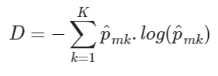 D = − \sum_{k=1}^{K} \hat{p}_{mk}. log(\hat{p}_{mk})